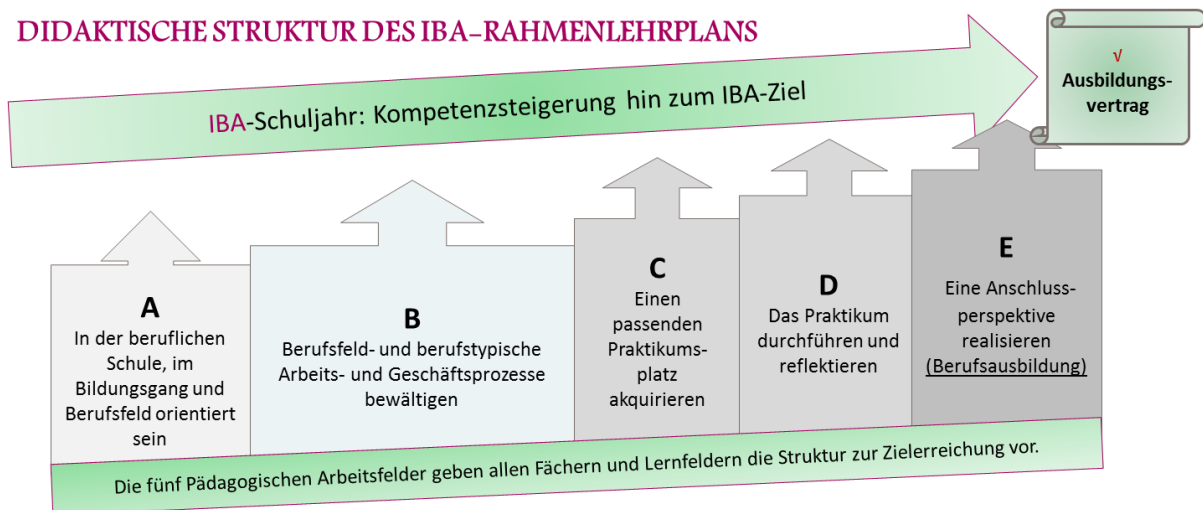 DIDAKTISCHE STRUKTUR DES IBA-RAHMENLEHRPLANS
IBA-Schuljahr: Kompetenzsteigerung hin zum IBA-Ziel
√
Ausbildungs-
vertrag
A
In der beruflichen
Schule, im
Bildungsgang und
Berufsfeld orientiert
sein
B
Berufsfeld- und berufstypische
Arbeits- und Geschäftsprozesse
bewältigen
C
Einen
passenden
Praktikums-
platz
akquirieren
D
Das Praktikum
durchführen und
reflektieren
E
Eine Anschluss-
perspektive
realisieren
(Berufsausbildung)
Die fünf Pädagogischen Arbeitsfelder geben allen Fächern und Lernfeldern die Struktur zur Zielerreichung vor.